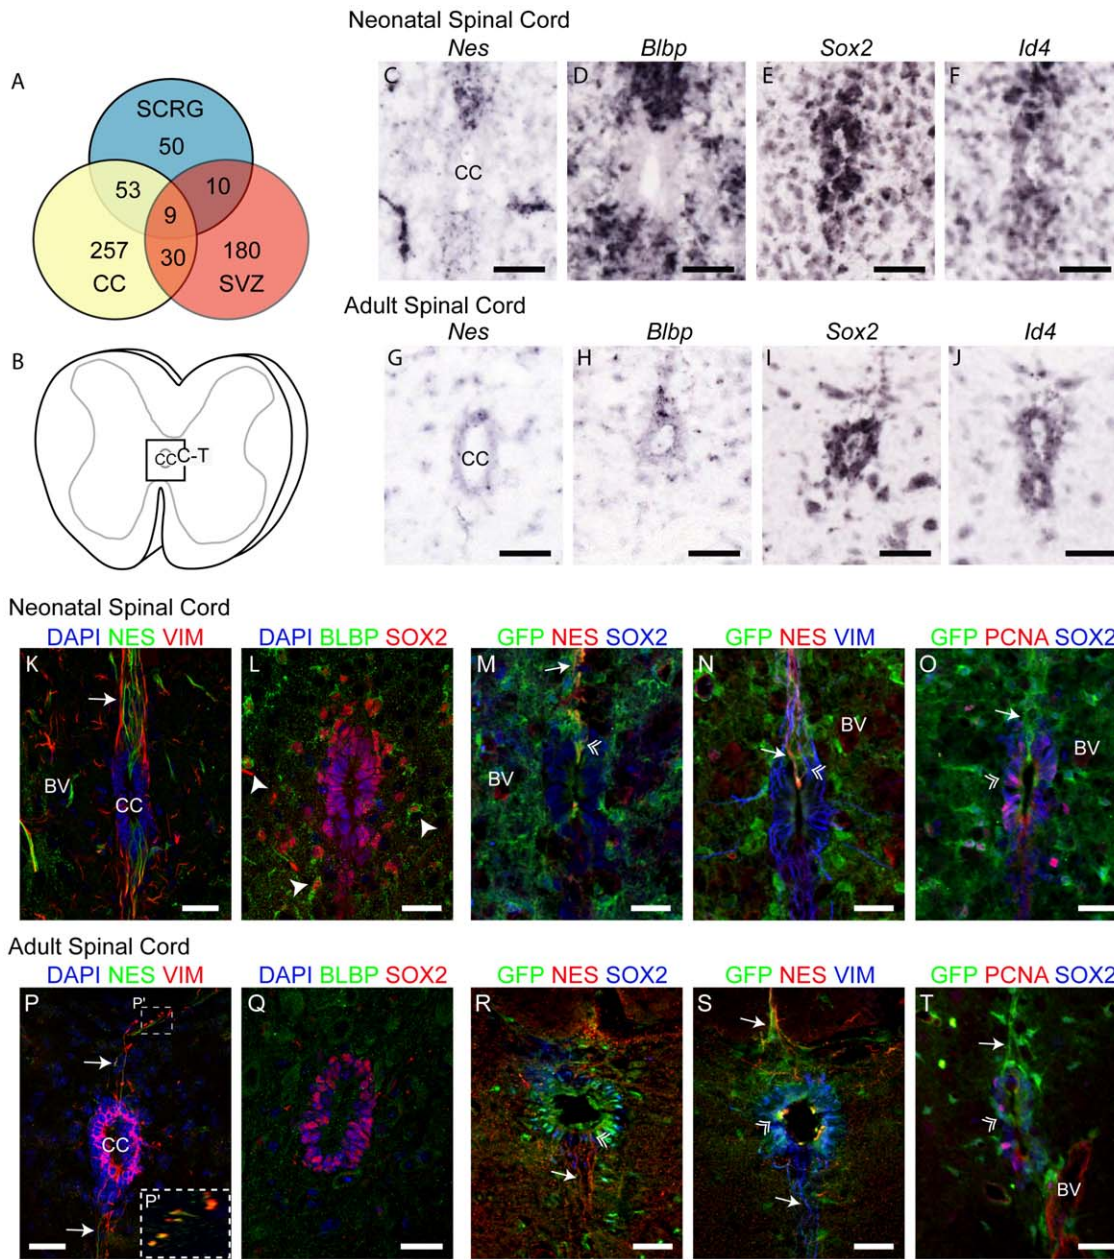 Neonatal Spinal Cord
Nes Blbp Sox2 Id4
A
SCRG
50
53 10
9
257 30 180
CC SVZ
C D E F
CC
Adult Spinal Cord
Nes Blbp Sox2 Id4
B
CC C-T
G H I J
CC
Neonatal Spinal Cord
DAPI NES VIM DAPI BLBP SOX2 GFP NES SOX2 GFP NES VIM GFP PCNA SOX2
K L M N O
BV CC BV BV BV
Adult Spinal Cord
DAPI NES VIM DAPI BLBP SOX2 GFP NES SOX2 GFP NES VIM GFP PCNA SOX2
P P' Q R S T
CC
P' BV